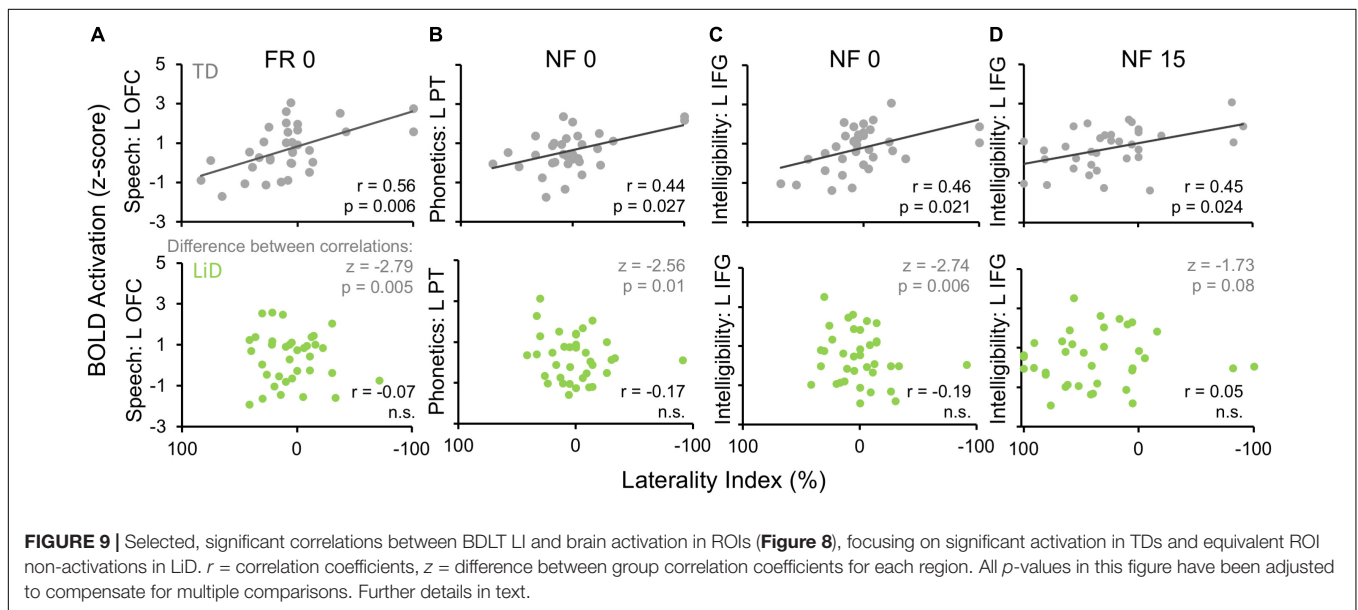 A
B
C
D
FR 0
NF 0
NF 0
NF 15
BOLD Activation (z-score)
Speech: L OFC
5
3
1
-1
-3
TD
r = 0.56
p = 0.006
Phonetics: L PT
r = 0.44
p = 0.027
Intelligibility: L IFG
r = 0.46
p = 0.021
Intelligibility: L IFG
r = 0.45
p = 0.024
Difference between correlations:
Speech: L OFC
5
3
1
-1
-3
LiD
z = -2.79
p = 0.005
r = -0.07
n.s.
100
0
-100
Phonetics: L PT
z = -2.56
p = 0.01
r = -0.17
n.s.
100
0
-100
Intelligibility: L IFG
z = -2.74
p = 0.006
r = -0.19
n.s.
100
0
-100
Intelligibility: L IFG
z = -1.73
p = 0.08
r = 0.05
n.s.
100
0
-100
Laterality Index (%)
FIGURE 9 | Selected, significant correlations between BDLT LI and brain activation in ROIs (Figure 8), focusing on significant activation in TDs and equivalent ROI
non-activations in LiD. r = correlation coefficients, z = difference between group correlation coefficients for each region. All p-values in this figure have been adjusted
to compensate for multiple comparisons. Further details in text.